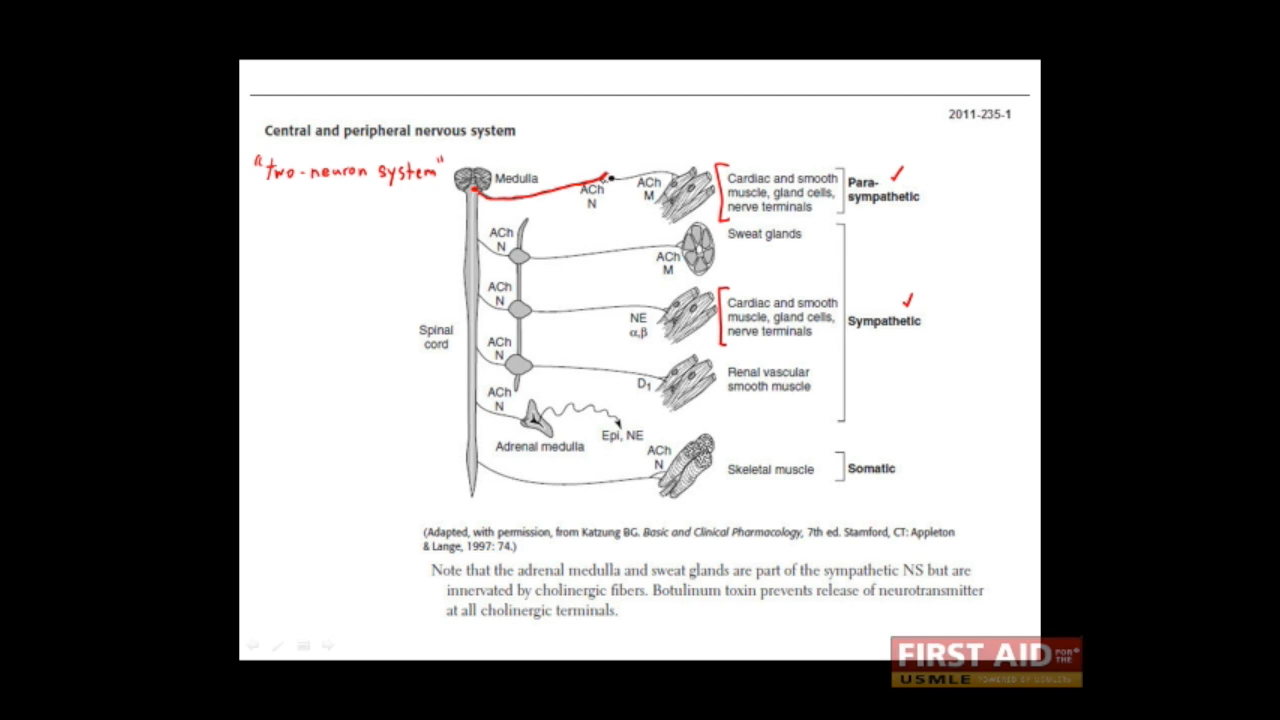 2011-235-1
Central and peripheral nervous system
"two-neuron system"
Medulla
ACh
N
ACh
M
Cardiac and smooth
muscle, gland cells,
nerve terminals
Para-
sympathetic
ACh
N
ACh
M
Sweat glands
ACh
N
NE
α,β
Cardiac and smooth
muscle, gland cells,
nerve terminals
Sympathetic
Spinal
cord
ACh
N
D1
Renal vascular
smooth muscle
ACh
N
Adrenal medulla
Epi, NE
ACh
N
Skeletal muscle
Somatic
(Adapted, with permission, from Katzung BG. Basic and Clinical Pharmacology, 7th ed. Stamford, CT: Appleton
& Lange, 1997: 74.)
Note that the adrenal medulla and sweat glands are part of the sympathetic NS but are
innervated by cholinergic fibers. Botulinum toxin prevents release of neurotransmitter
at all cholinergic terminals.
FIRST AID FOR THE®
USMLE POWERED BY USMLERX